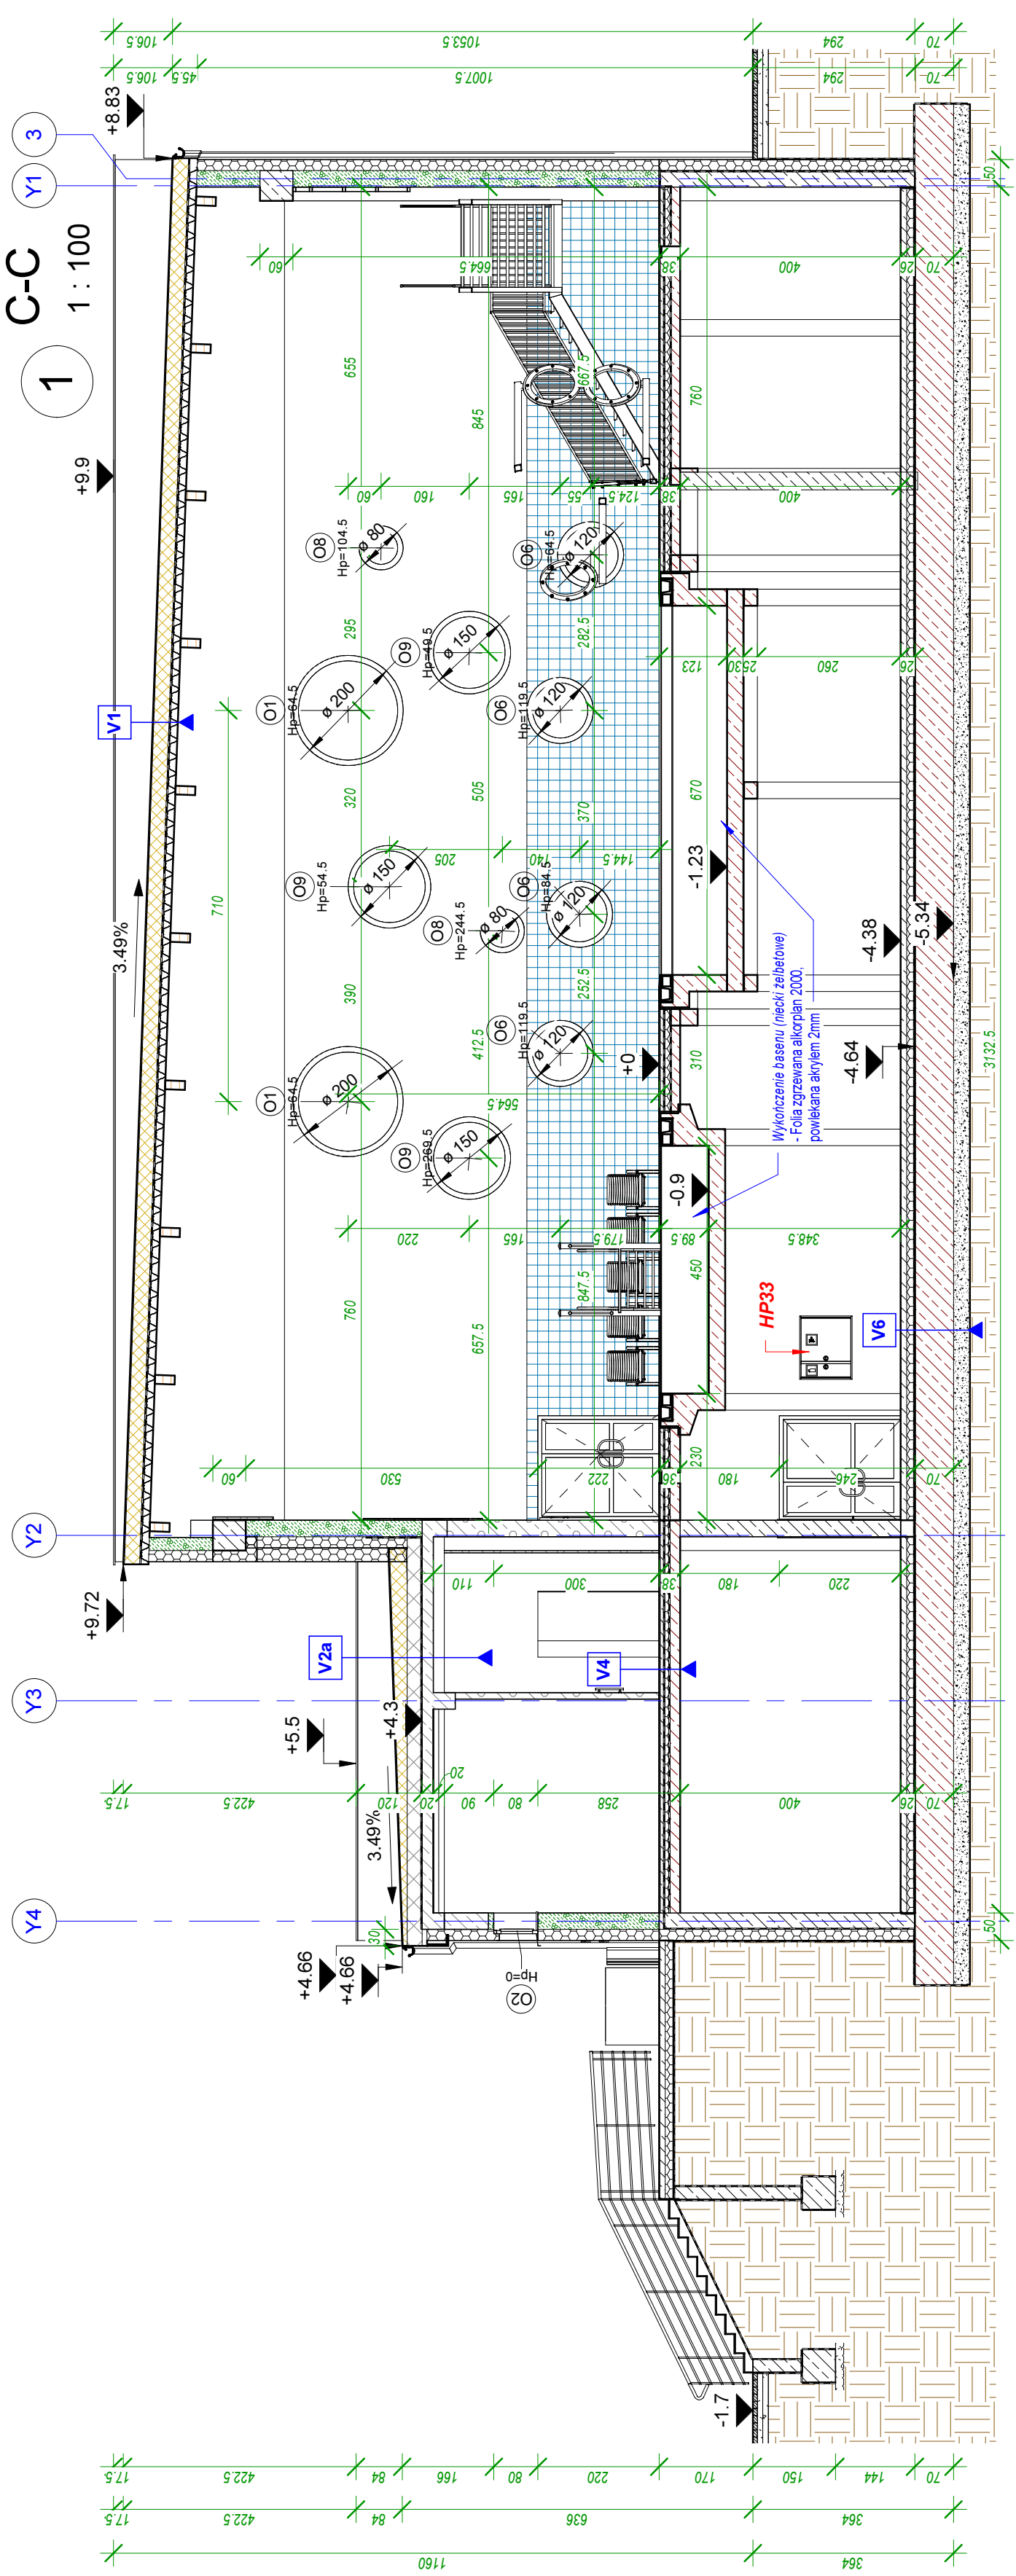 C-C
1 : 100
1
3
Y1
Y2
Y3
Y4
+8.83
+9.9
+9.72
V1
3.49%
+5.5
+4.3
3.49%
+4.66
+4.66
V2a
V4
V6
HP33
-1.7
+0
-0.9
-1.23
-4.38
-4.64
-5.34
Wykończenie basenu (niecki żelbetowe)
- Folia zgrzewana alkorplan 2000,
powlekana akrylem 2mm
O2
Hp=0
O1
Hp=64.5
ø 200
O9
Hp=269.5
ø 150
O6
Hp=119.5
ø 120
O8
Hp=244.5
ø 80
O9
Hp=54.5
ø 150
O6
Hp=84.5
ø 120
O1
Hp=64.5
ø 200
O6
Hp=119.5
ø 120
O9
Hp=49.5
ø 150
O8
Hp=104.5
ø 80
O6
Hp=64.5
ø 120
710
760
390
320
295
655
657.5
412.5
505
845
847.5
252.5
370
282.5
667.5
230
450
310
670
760
50
3132.5
50
106.5
1053.5
294
70
106.5
45.5
1007.5
294
70
60
664.5
38
400
26
70
60
160
165
55
124.5
38
400
123
25
30
260
26
205
140
144.5
564.5
220
165
179.5
89.5
348.5
60
530
222
36
180
246
70
110
300
38
180
220
17.5
422.5
120
20
20
90
80
258
400
26
70
30
17.5
422.5
84
166
80
220
170
150
144
70
17.5
422.5
84
636
364
1160
364